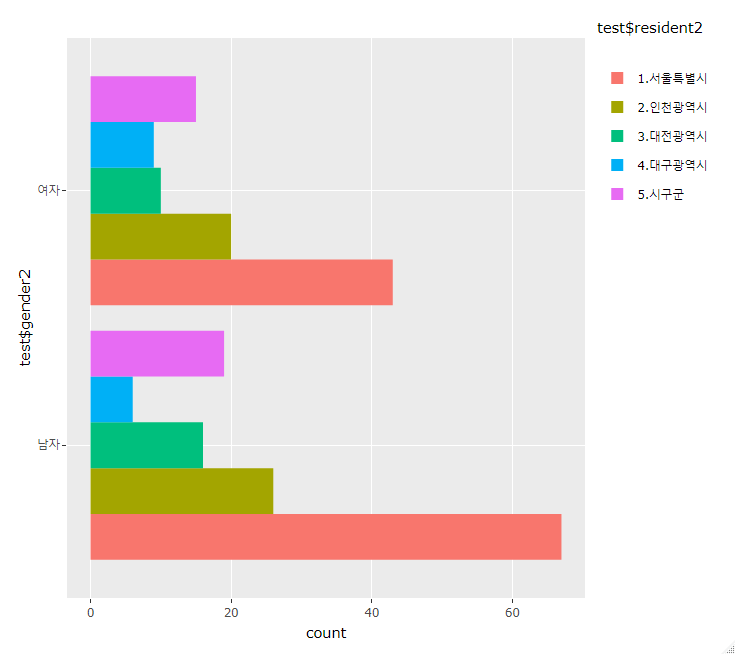 test$resident2
1.서울특별시
2.인천광역시
3.대전광역시
4.대구광역시
5.시구군
여자
남자
test$gender2
0 20 40 60
count